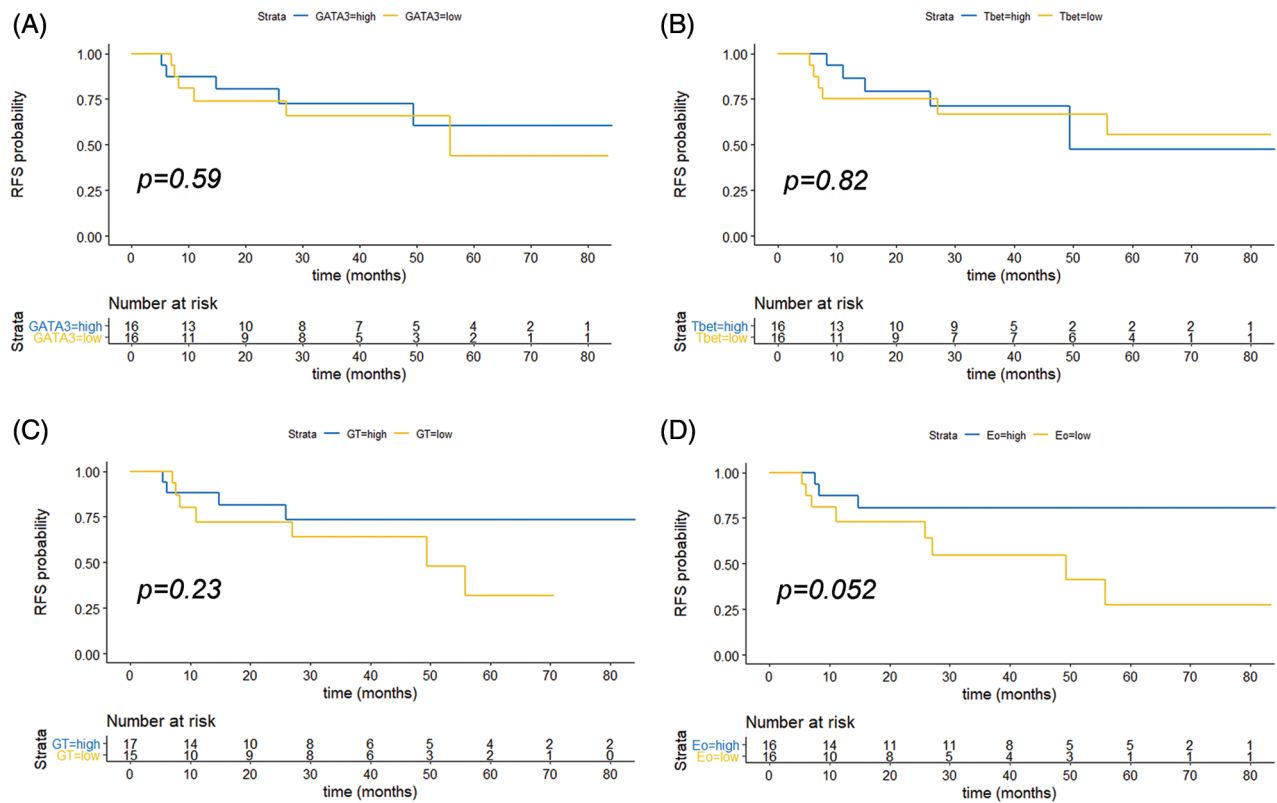 (A)
Strata GATA3=high GATA3=low
RFS probability
1.00
0.75
0.50
0.25
0.00
p=0.59
0 10 20 30 40 50 60 70 80
time (months)
Number at risk
Strata
GATA3=high 16 13 10 8 7 5 4 2 1
GATA3=low 16 11 9 8 5 3 2 1 1
0 10 20 30 40 50 60 70 80
time (months)
(B)
Strata Tbet=high Tbet=low
RFS probability
1.00
0.75
0.50
0.25
0.00
p=0.82
0 10 20 30 40 50 60 70 80
time (months)
Number at risk
Strata
Tbet=high 16 13 10 9 5 2 2 2 1
Tbet=low 16 11 9 7 7 6 4 1 1
0 10 20 30 40 50 60 70 80
time (months)
(C)
Strata GT=high GT=low
RFS probability
1.00
0.75
0.50
0.25
0.00
p=0.23
0 10 20 30 40 50 60 70 80
time (months)
Number at risk
Strata
GT=high 17 14 10 8 6 5 4 2 2
GT=low 15 10 9 8 6 3 2 1 0
0 10 20 30 40 50 60 70 80
time (months)
(D)
Strata Eo=high Eo=low
RFS probability
1.00
0.75
0.50
0.25
0.00
p=0.052
0 10 20 30 40 50 60 70 80
time (months)
Number at risk
Strata
Eo=high 16 14 11 11 8 5 5 2 1
Eo=low 16 10 8 5 4 3 1 1 1
0 10 20 30 40 50 60 70 80
time (months)